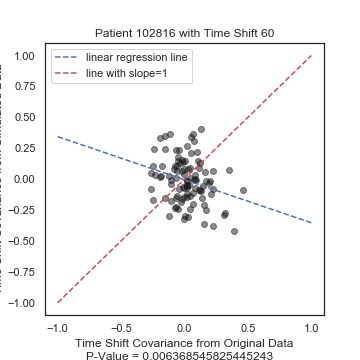 Patient 102816 with Time Shift 60
linear regression line
line with slope=1
1.00
0.75
0.50
0.25
0.00
−0.25
−0.50
−0.75
−1.00
−1.0
−0.5
0.0
0.5
1.0
Time Shift Covariance from Original Data
P-Value = 0.006368545825445243